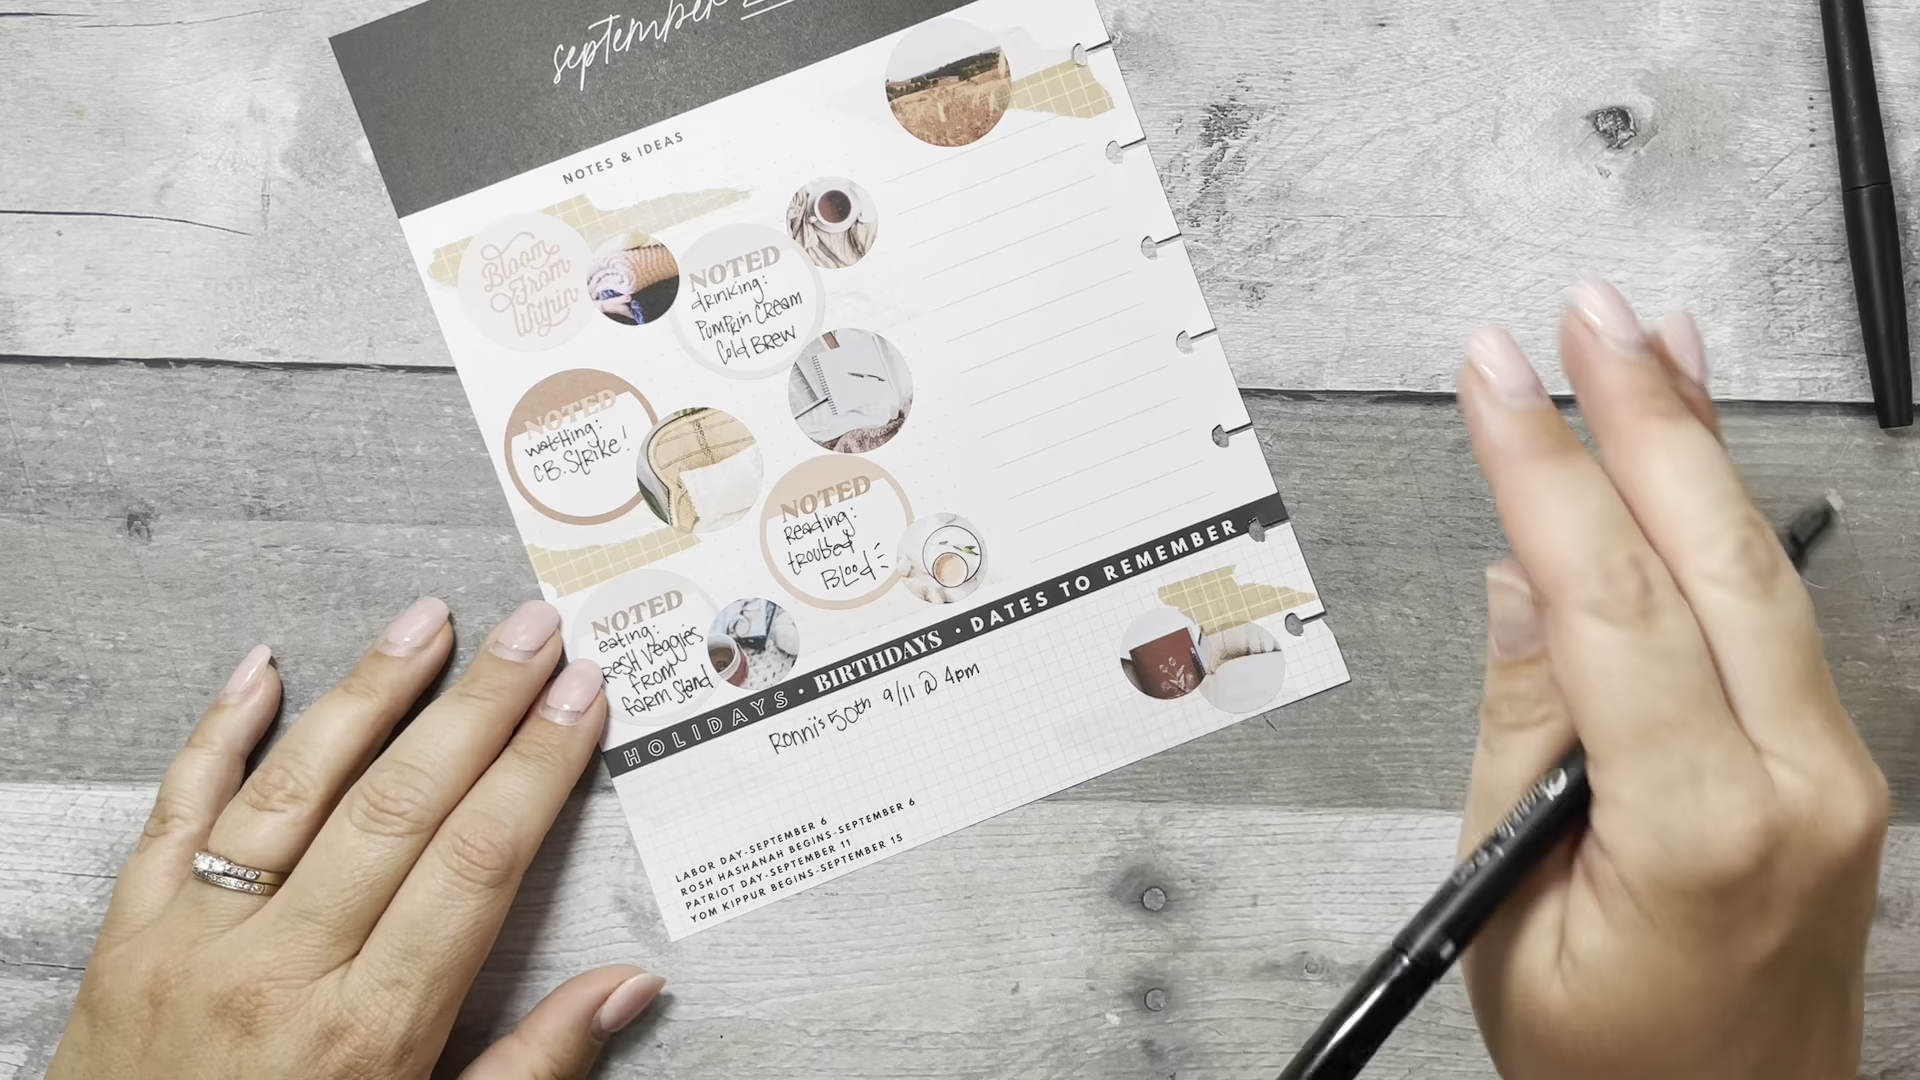 september
NOTES & IDEAS
Bloom
From
Within
NOTED
drinking:
Pumpkin Cream
Cold Brew
NOTED
watching:
CB. Strike!
NOTED
Reading:
troubled
Blood
NOTED
eating:
resh Veggies
From
farm Stand
HOLIDAYS • BIRTHDAYS • DATES TO REMEMBER
Ronni's 50th 9/11 @ 4pm
LABOR DAY-SEPTEMBER 6
ROSH HASHANAH BEGINS-SEPTEMBER 6
PATRIOT DAY-SEPTEMBER 11
YOM KIPPUR BEGINS-SEPTEMBER 15